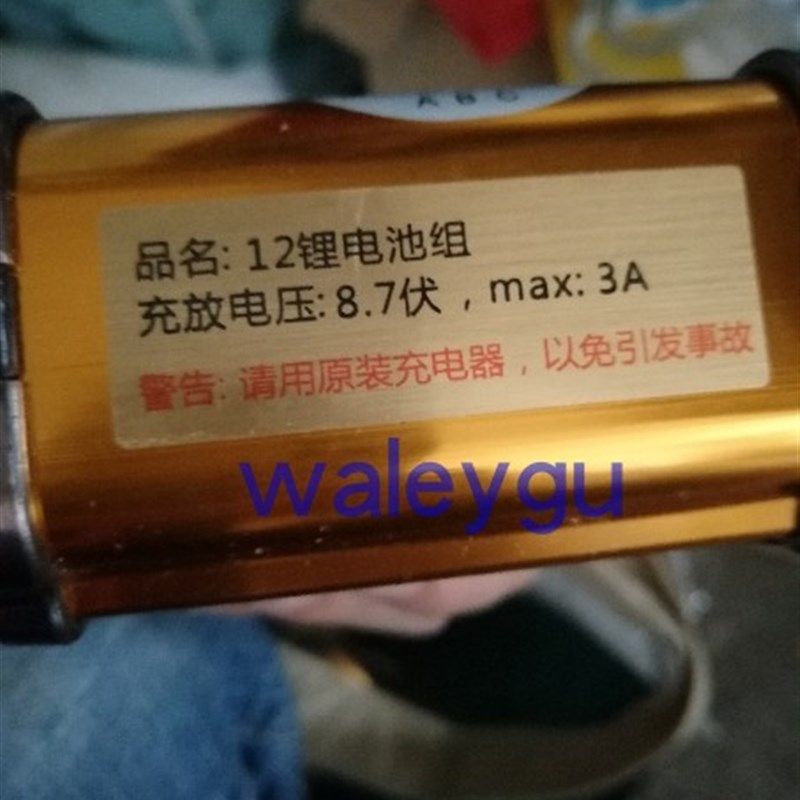 A B C
品名: 12锂电池组
充放电压: 8.7伏，max: 3A
警告: 请用原装充电器，以免引发事故
waleygu